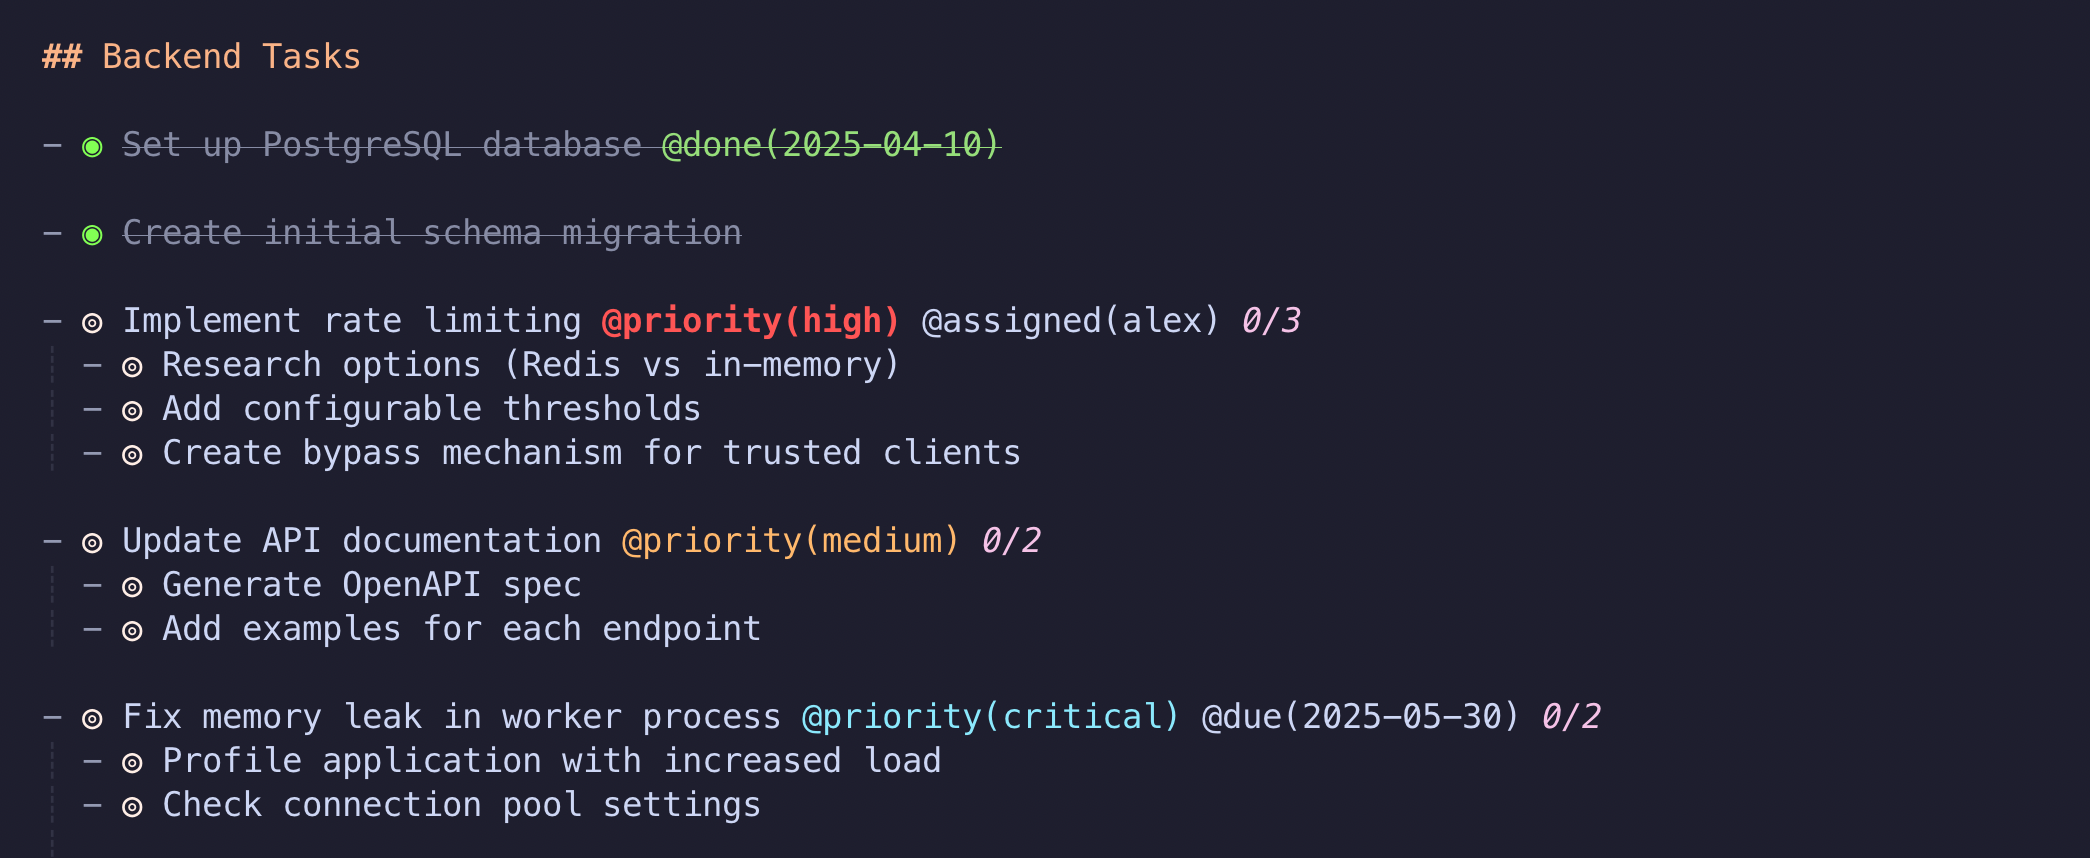 ## Backend Tasks
− ◉ Set up PostgreSQL database @done(2025−04−10)
− ◉ Create initial schema migration
− ◎ Implement rate limiting @priority(high) @assigned(alex) 0/3
− ◎ Research options (Redis vs in−memory)
− ◎ Add configurable thresholds
− ◎ Create bypass mechanism for trusted clients
− ◎ Update API documentation @priority(medium) 0/2
− ◎ Generate OpenAPI spec
− ◎ Add examples for each endpoint
− ◎ Fix memory leak in worker process @priority(critical) @due(2025−05−30) 0/2
− ◎ Profile application with increased load
− ◎ Check connection pool settings